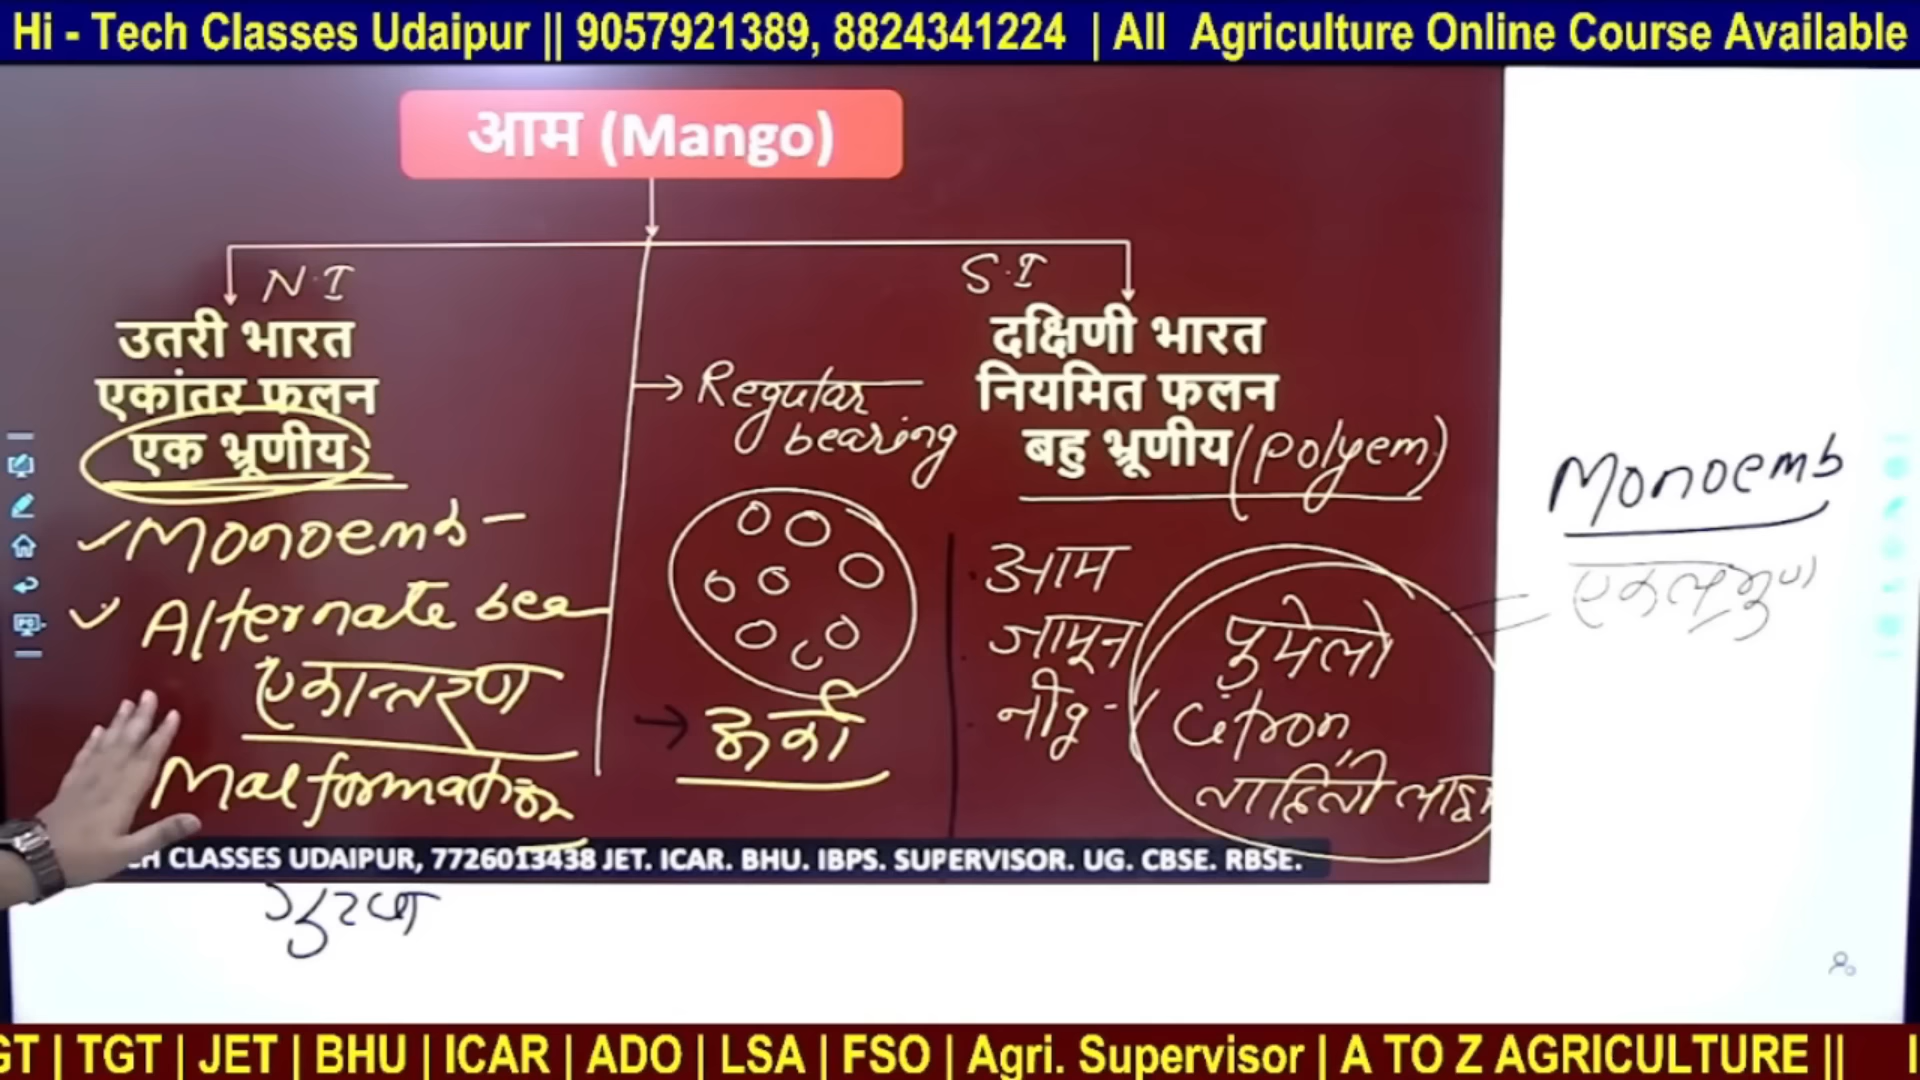 Hi - Tech Classes Udaipur || 9057921389, 8824341224 | All Agriculture Online Course Available
आम (Mango)
N.I
उतरी भारत
एकांतर फलन
एक भ्रूणीय
✓Monoemb-
✓ Alternate bea
एकान्तरण
Malformation
→ Regular
bearing
S.I
दक्षिणी भारत
नियमित फलन
बहु भ्रूणीय (polyem)
आम
जामून
नीबू -
पुमेलो
citron,
ताहिती लाइम
Monoemb
CH CLASSES UDAIPUR, 7726013438 JET. ICAR. BHU. IBPS. SUPERVISOR. UG. CBSE. RBSE.
GT | TGT | JET | BHU | ICAR | ADO | LSA | FSO | Agri. Supervisor | A TO Z AGRICULTURE ||